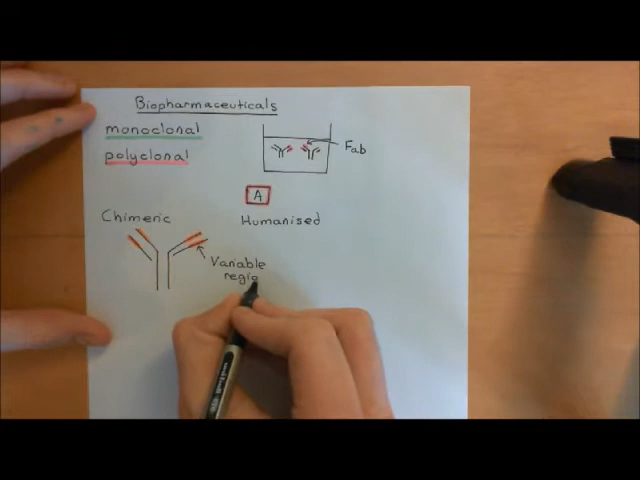 Biopharmaceuticals
monoclonal
polyclonal
Fab
A
Chimeric
Humanised
Variable
regio